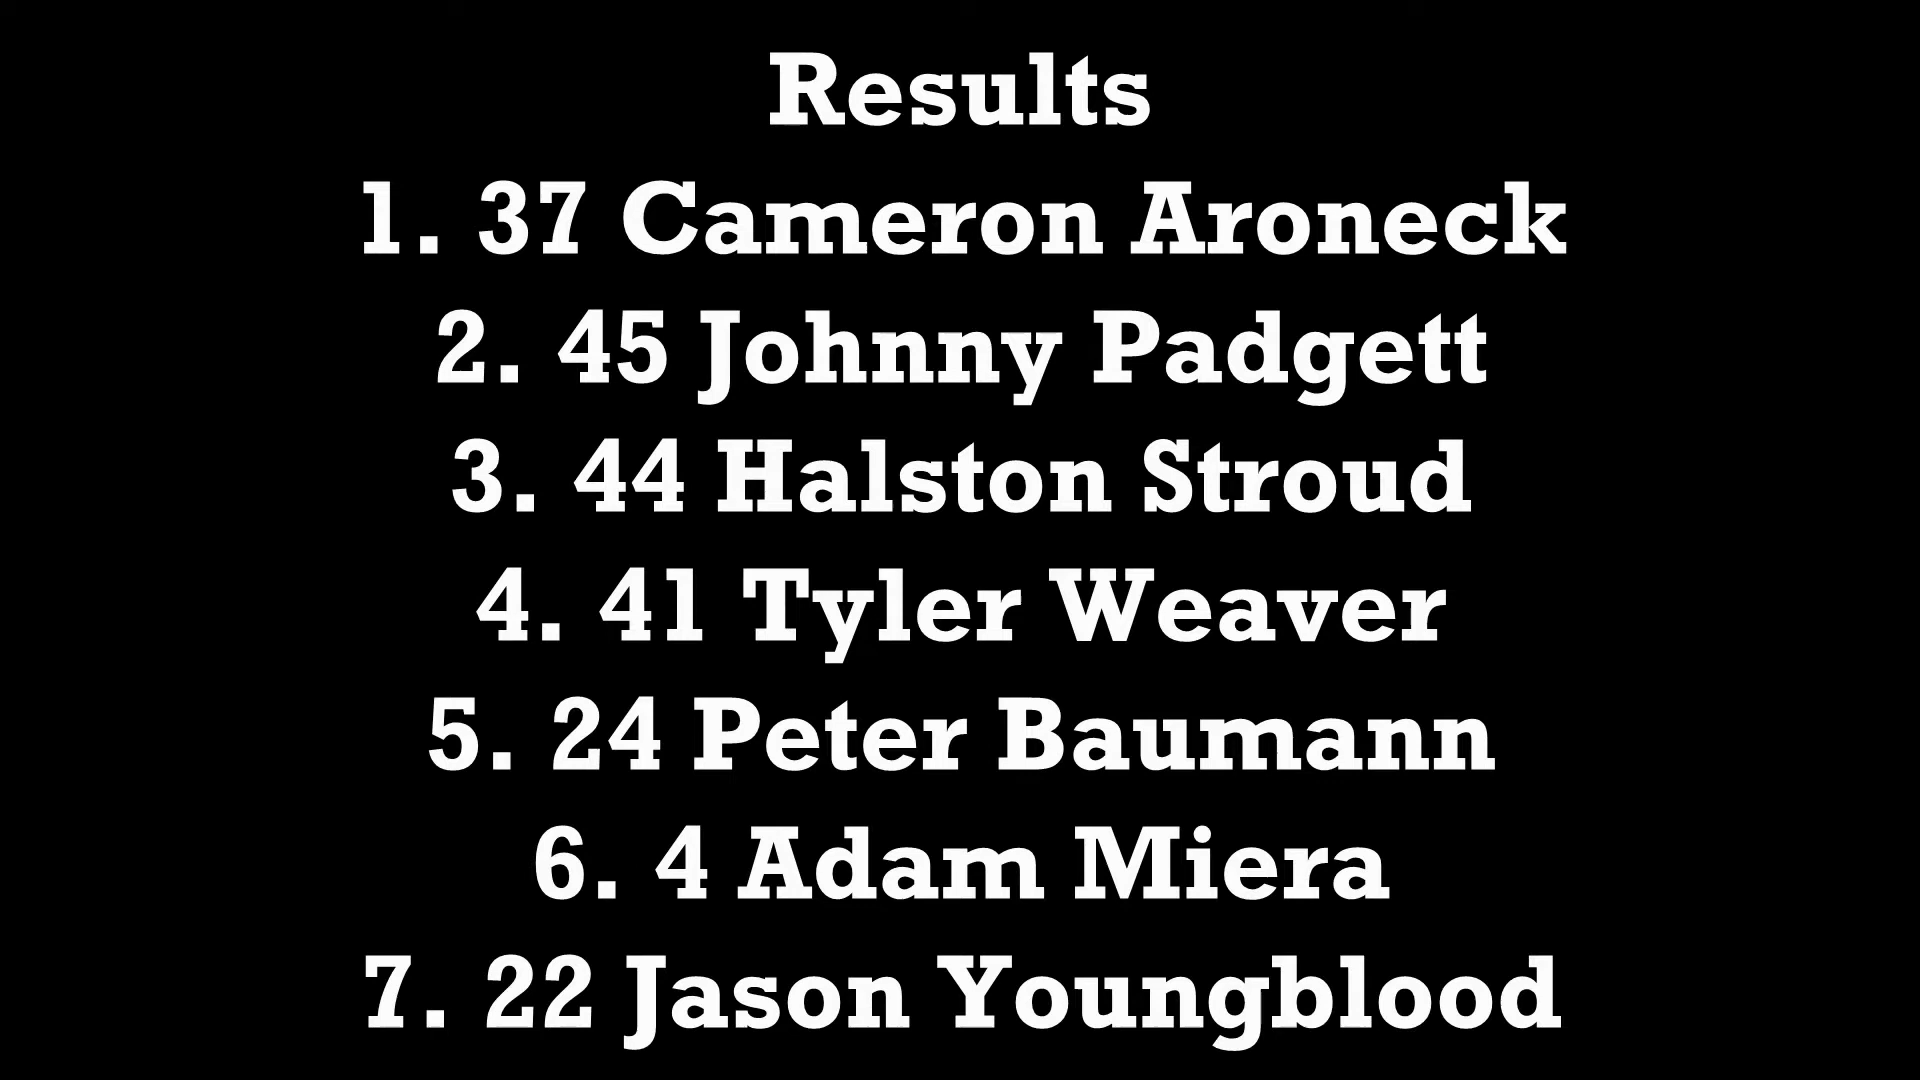 Results
1. 37 Cameron Aroneck
2. 45 Johnny Padgett
3. 44 Halston Stroud
4. 41 Tyler Weaver
5. 24 Peter Baumann
6. 4 Adam Miera
7. 22 Jason Youngblood